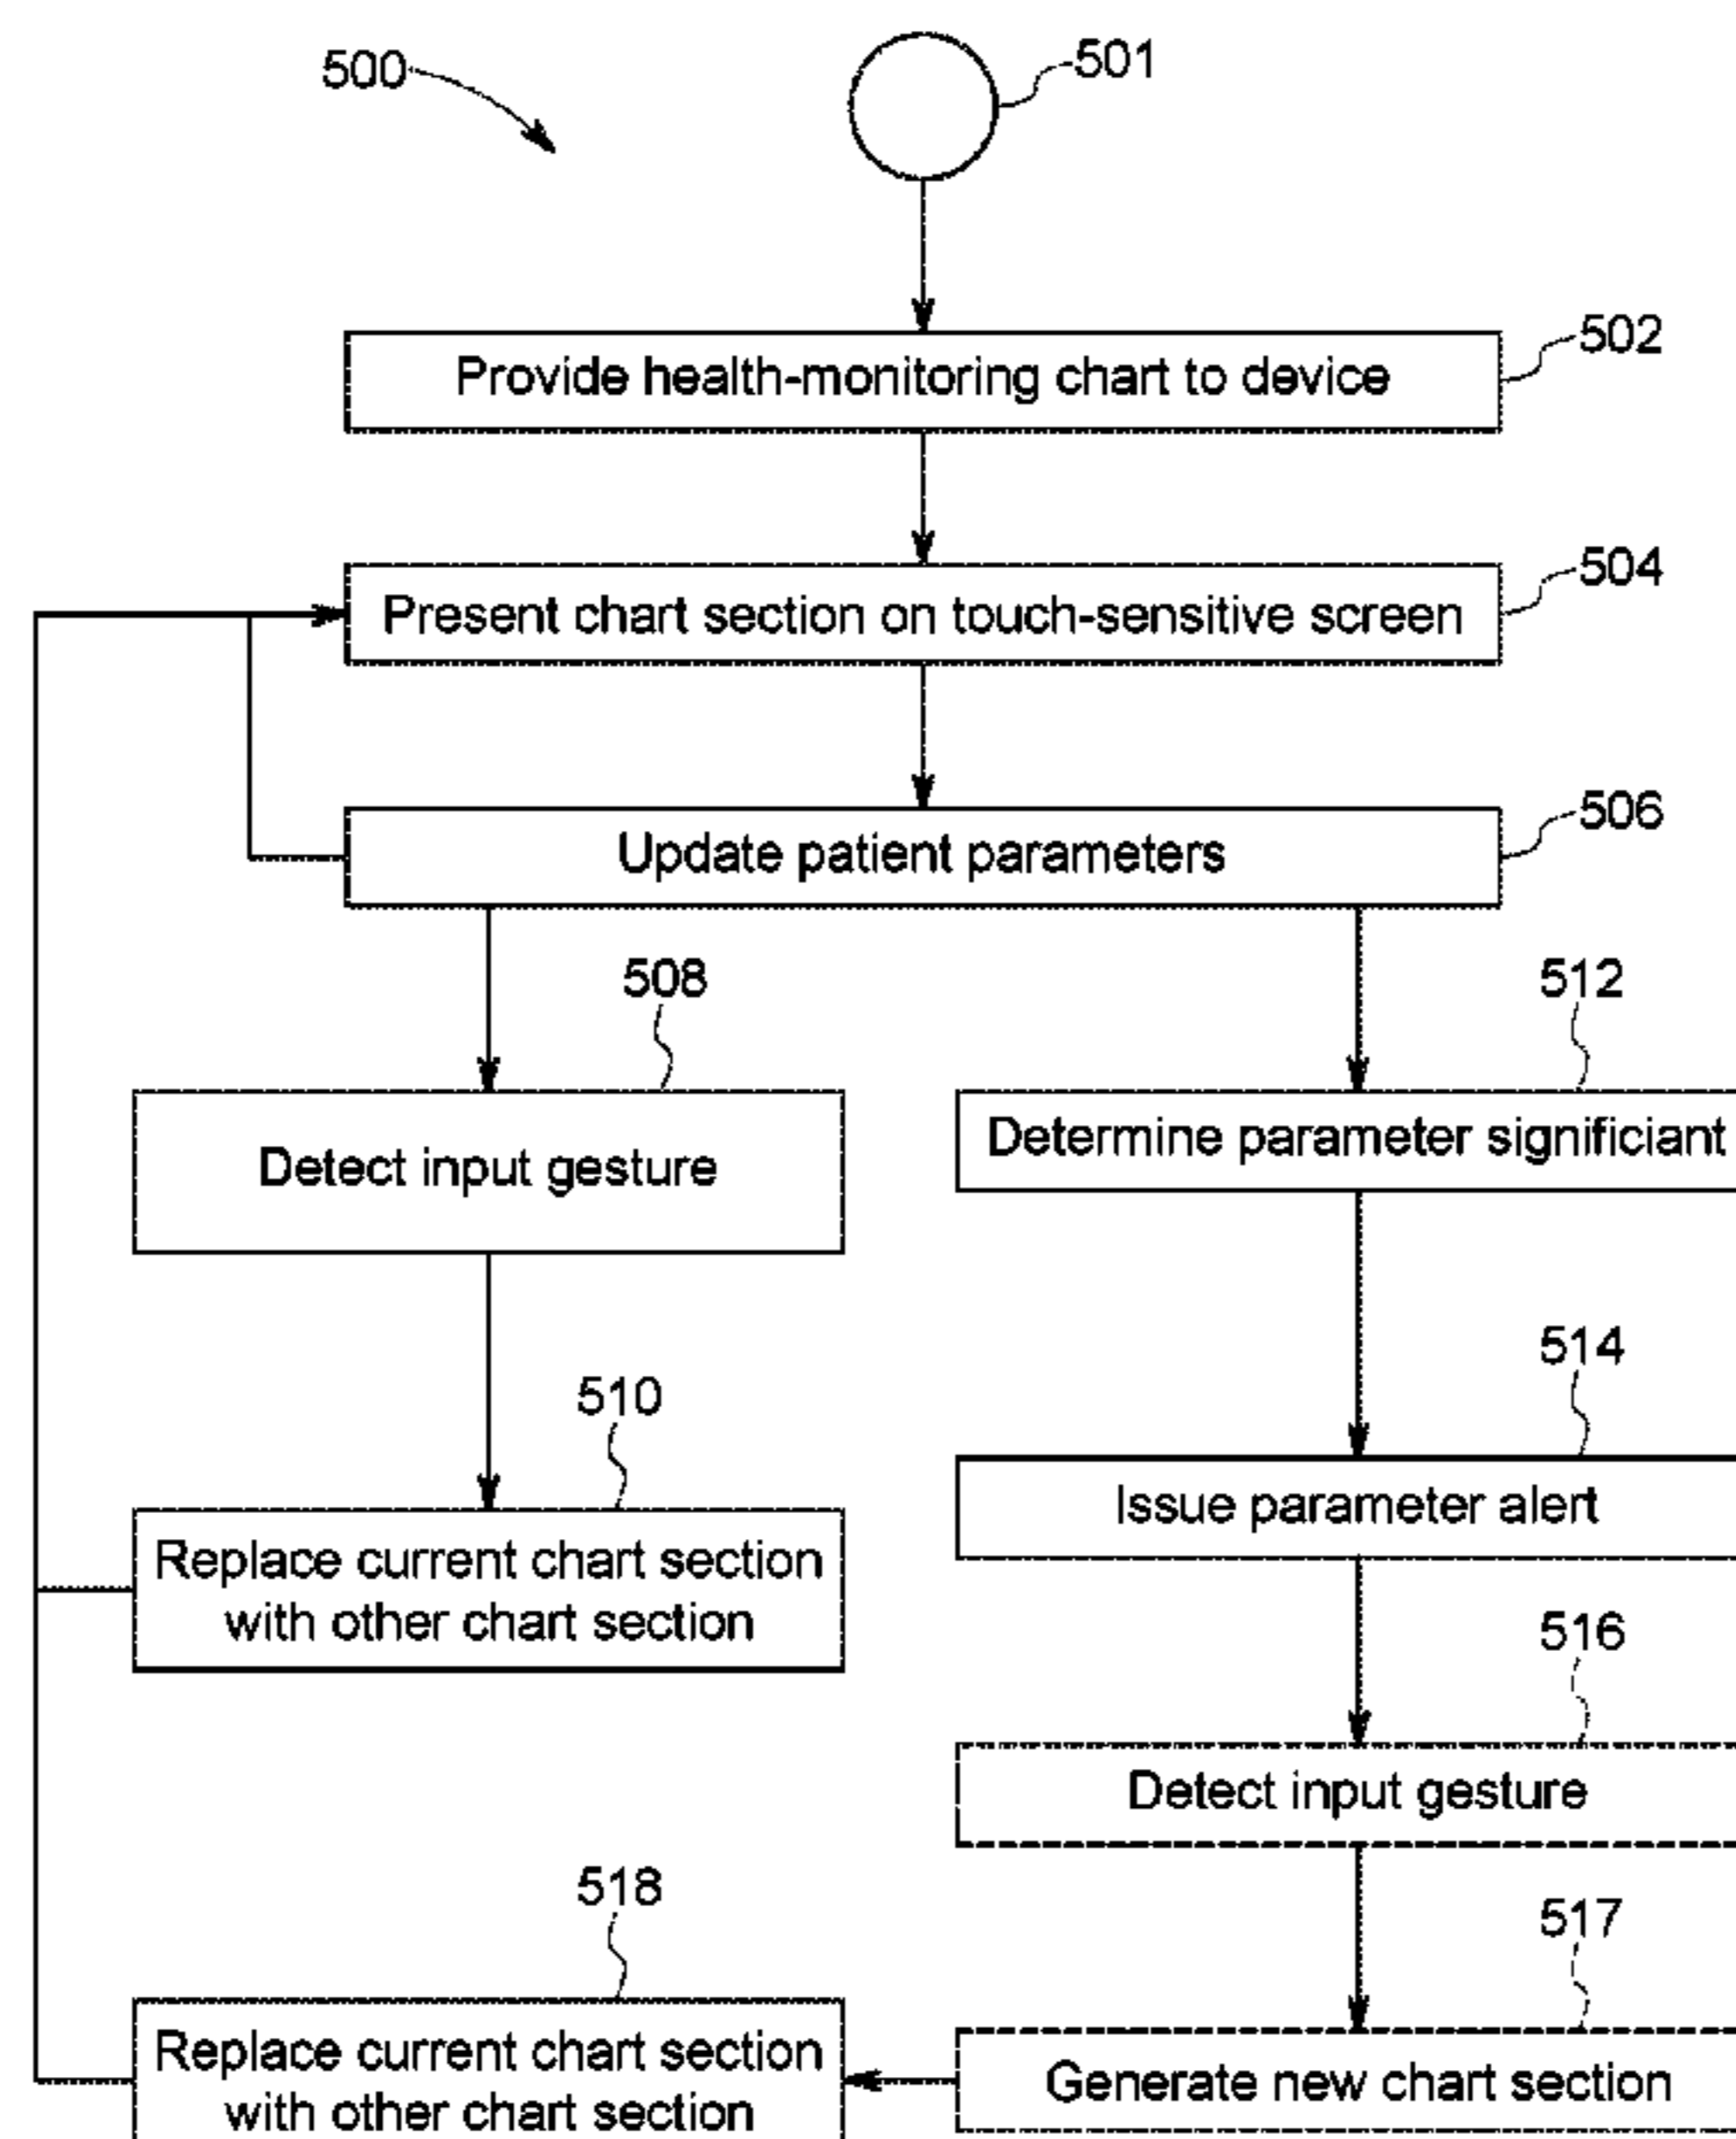 500
501
Provide health-monitoring chart to device
502
Present chart section on touch-sensitive screen
504
Update patient parameters
506
508
512
Detect input gesture
Determine parameter significiant
510
514
Replace current chart section
with other chart section
Issue parameter alert
516
Detect input gesture
518
517
Replace current chart section
with other chart section
Generate new chart section